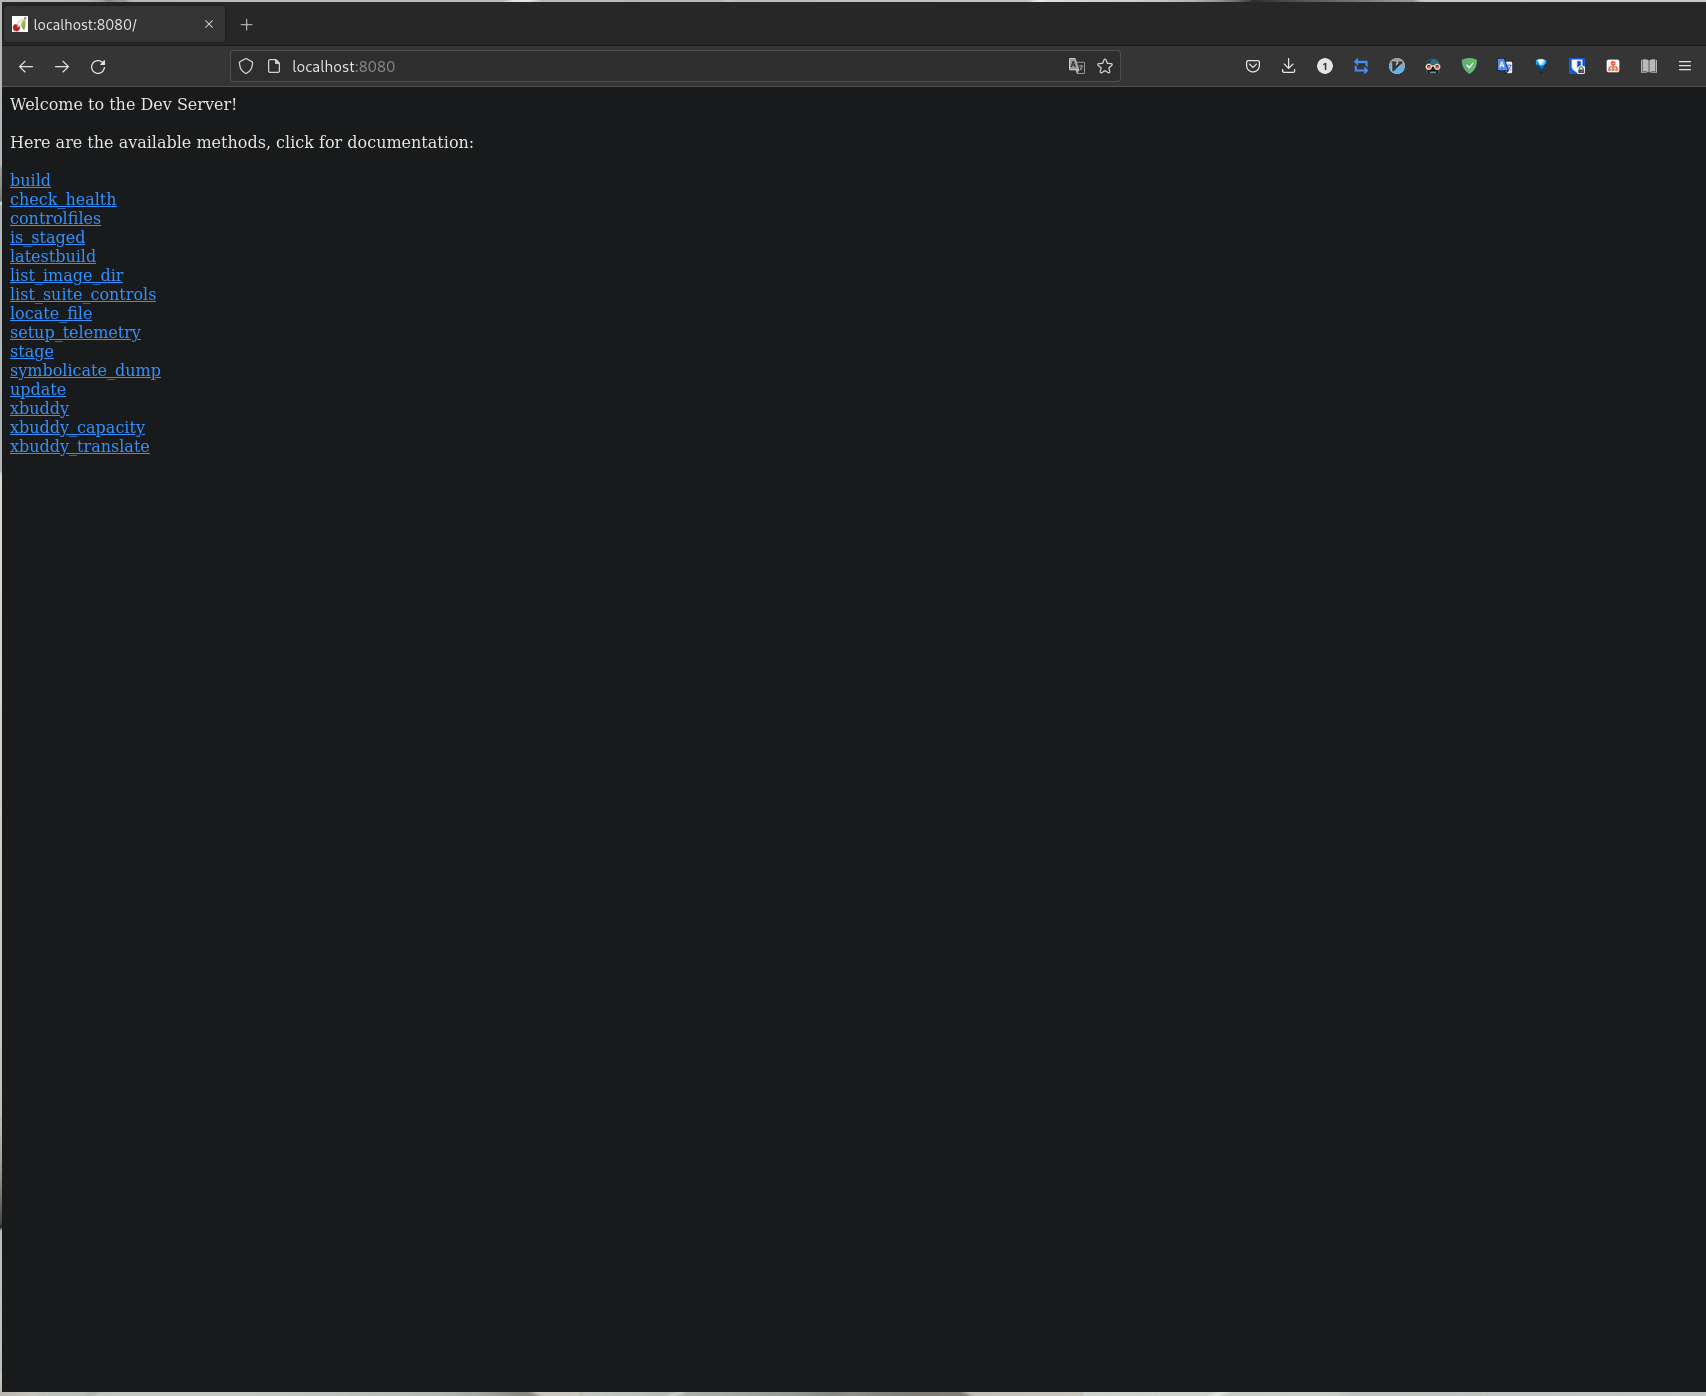 localhost:8080/
localhost:8080
Welcome to the Dev Server!
Here are the available methods, click for documentation:
build
check_health
controlfiles
is_staged
latestbuild
list_image_dir
list_suite_controls
locate_file
setup_telemetry
stage
symbolicate_dump
update
xbuddy
xbuddy_capacity
xbuddy_translate